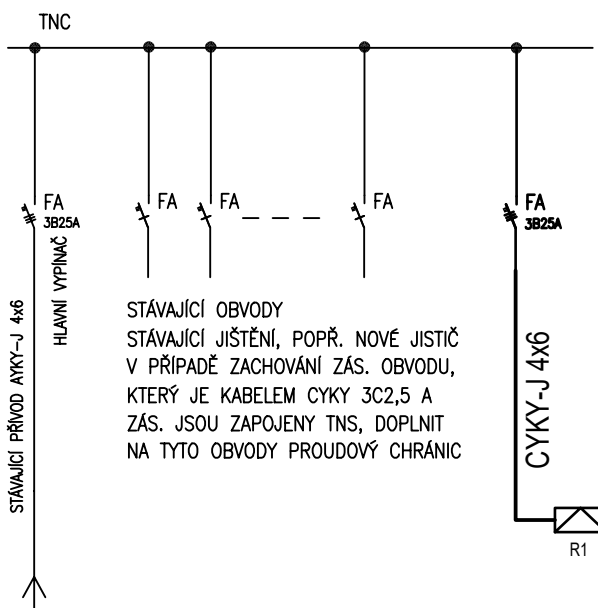 TNC
FA
3B25A
HLAVNÍ VYPÍNAČ
STÁVAJÍCÍ PŘÍVOD AYKY-J 4x6
FA
FA
FA
FA
3B25A
STÁVAJÍCÍ OBVODY
STÁVAJÍCÍ JIŠTĚNÍ, POPŘ. NOVÉ JISTIČ
V PŘÍPADĚ ZACHOVÁNÍ ZÁS. OBVODU,
KTERÝ JE KABELEM CYKY 3C2,5 A
ZÁS. JSOU ZAPOJENY TNS, DOPLNIT
NA TYTO OBVODY PROUDOVÝ CHRÁNIC
CYKY-J 4x6
R1